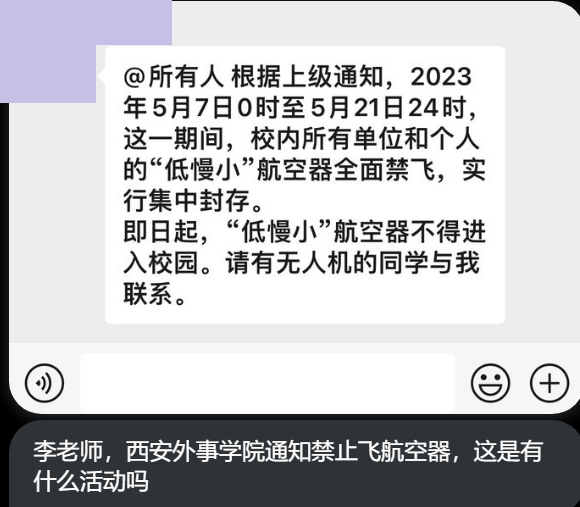 @所有人 根据上级通知，2023
年5月7日0时至5月21日24时，
这一期间，校内所有单位和个人
的“低慢小”航空器全面禁飞，实
行集中封存。
即日起，“低慢小”航空器不得进
入校园。请有无人机的同学与我
联系。
李老师，西安外事学院通知禁止飞航空器，这是有
什么活动吗